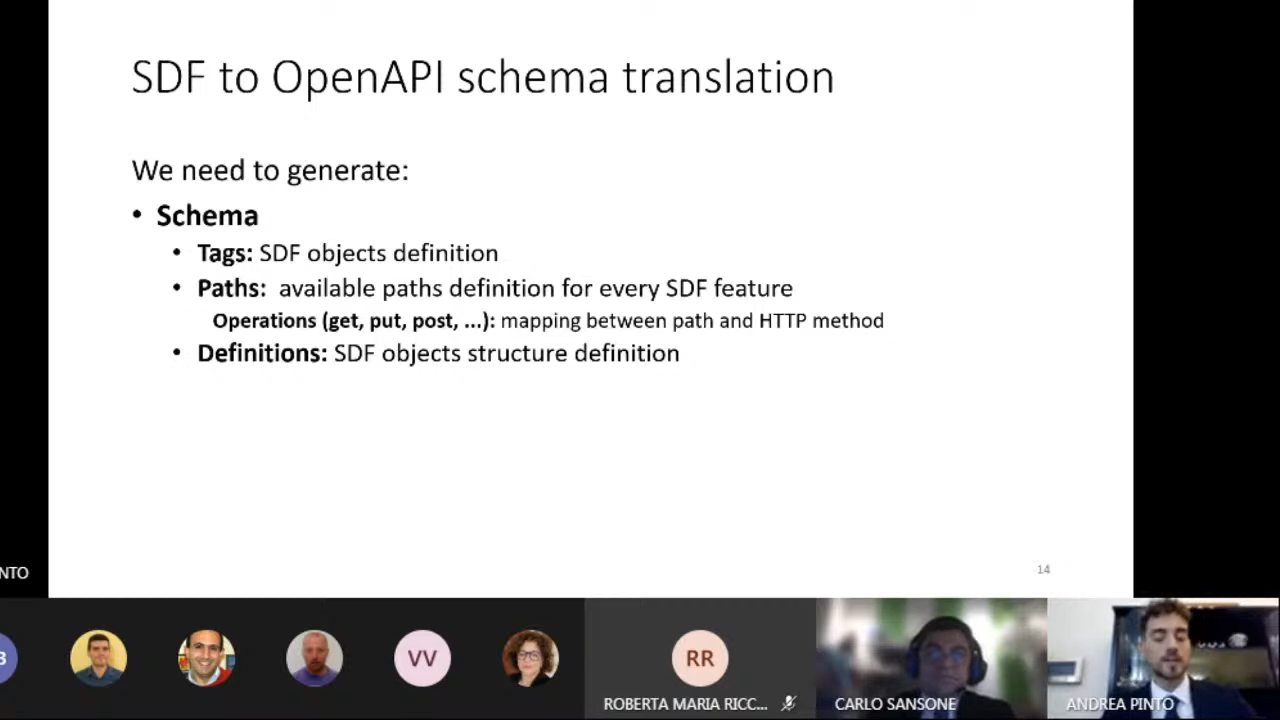 SDF to OpenAPI schema translation
We need to generate:
• Schema
• Tags: SDF objects definition
• Paths: available paths definition for every SDF feature
Operations (get, put, post, ...): mapping between path and HTTP method
• Definitions: SDF objects structure definition
14
NTO
3
VV
RR
ROBERTA MARIA RICC...
CARLO SANSONE
ANDREA PINTO